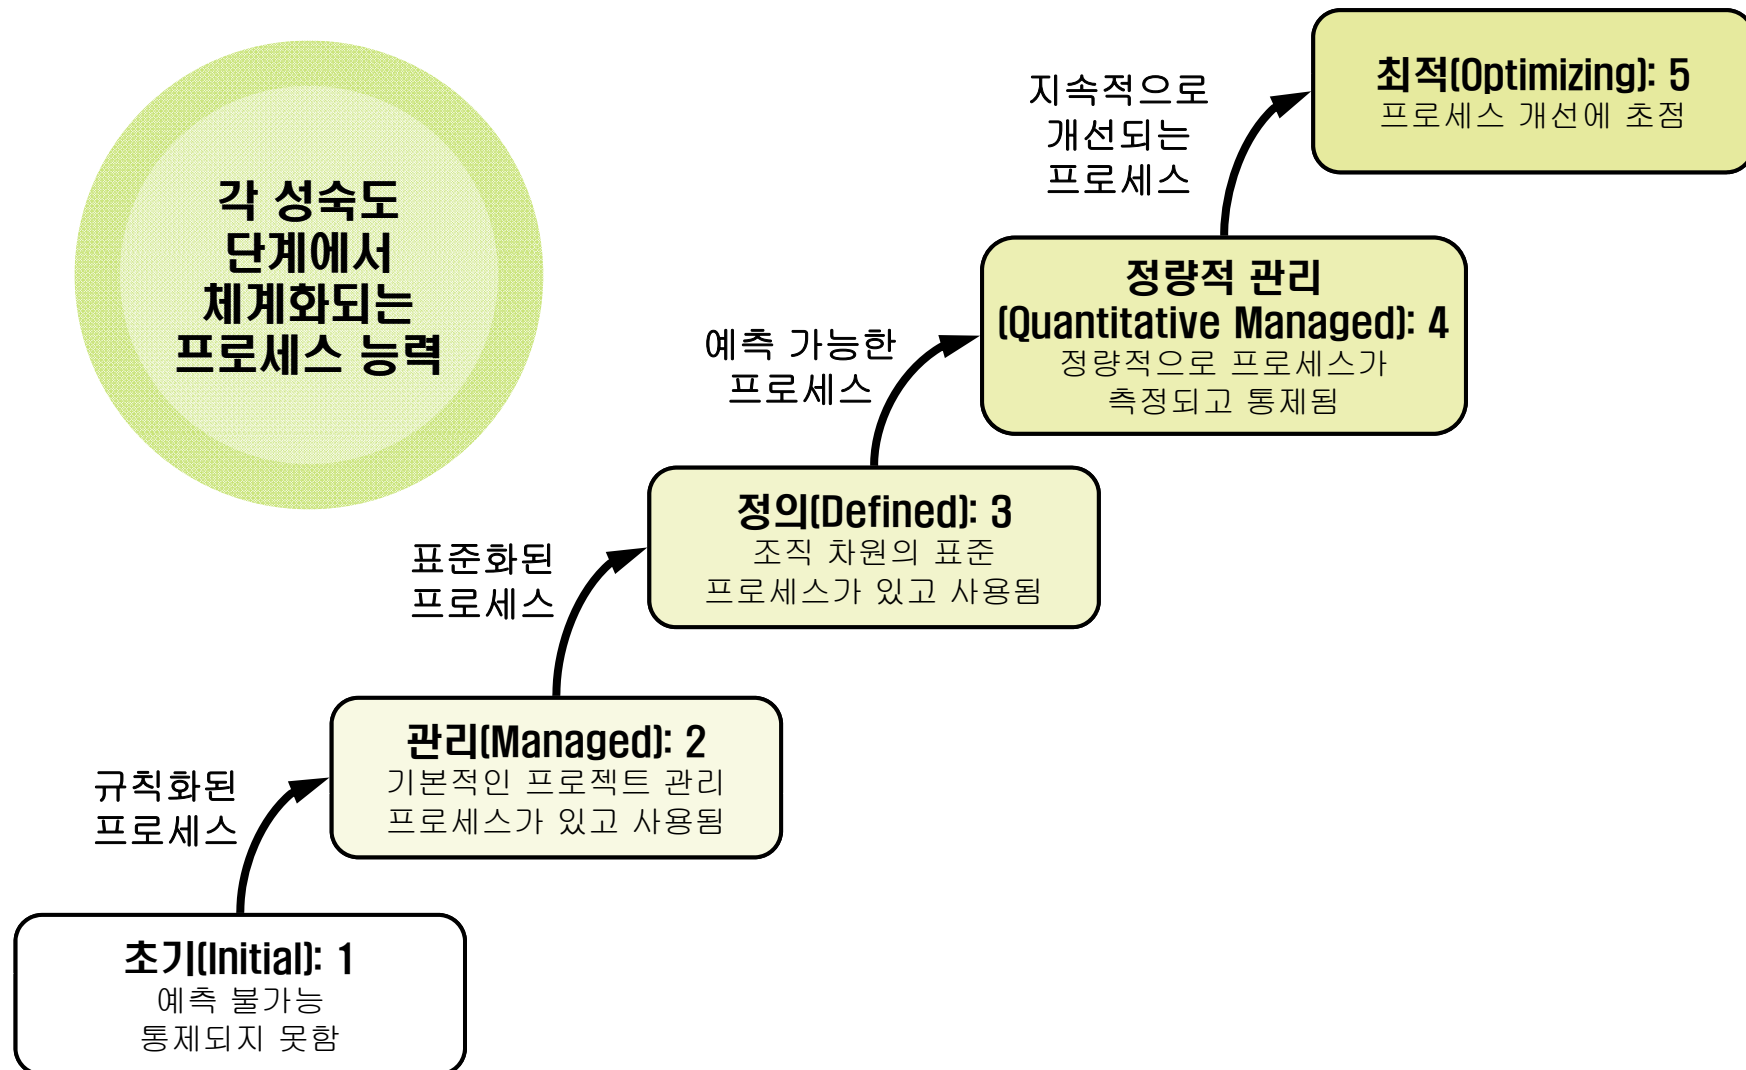 각 성숙도
단계에서
체계화되는
프로세스 능력
최적(Optimizing): 5
프로세스 개선에 초점
지속적으로
개선되는
프로세스
정량적 관리
(Quantitative Managed): 4
정량적으로 프로세스가
측정되고 통제됨
예측 가능한
프로세스
정의(Defined): 3
조직 차원의 표준
프로세스가 있고 사용됨
표준화된
프로세스
관리(Managed): 2
기본적인 프로젝트 관리
프로세스가 있고 사용됨
규칙화된
프로세스
초기(Initial): 1
예측 불가능
통제되지 못함